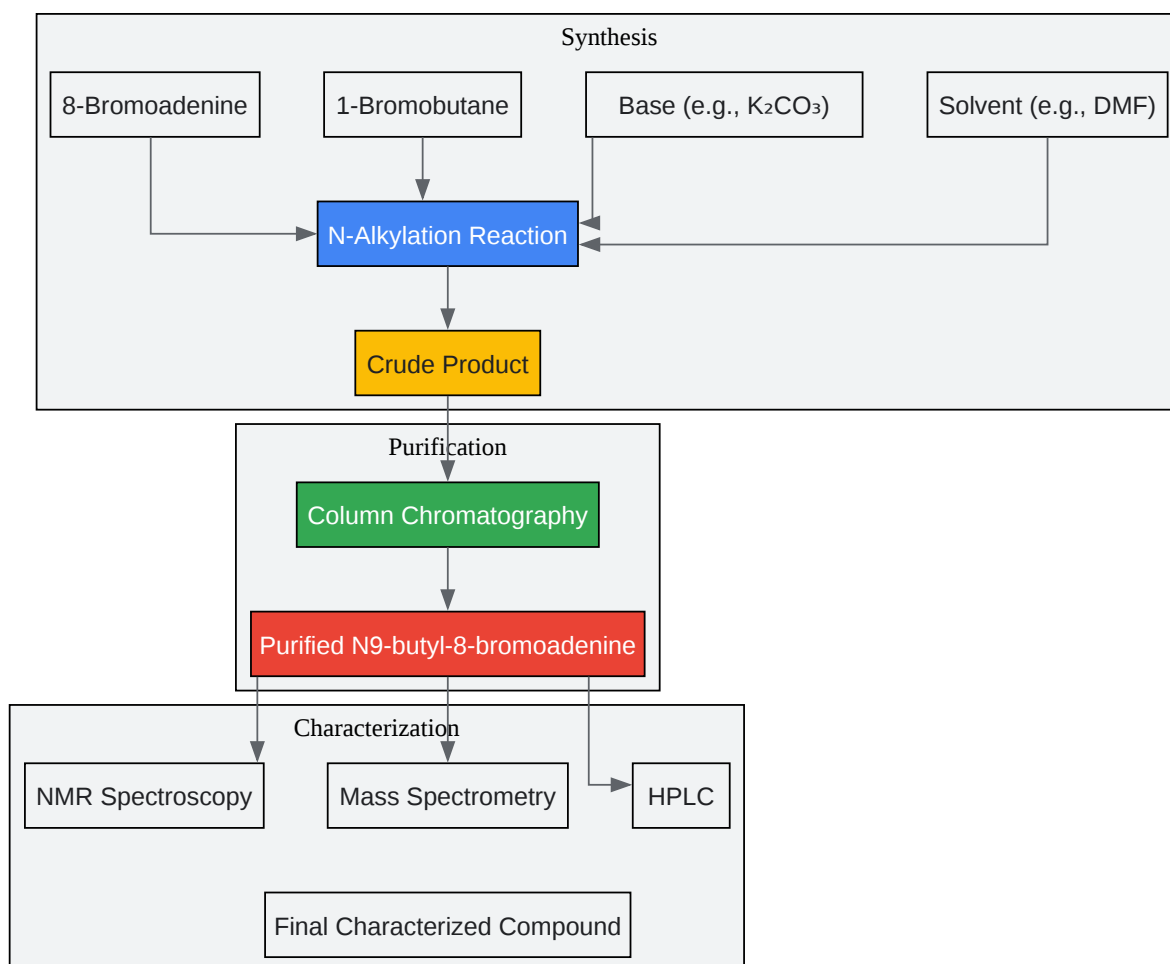 Synthesis
8-Bromoadenine
1-Bromobutane
Base (e.g., K₂CO₃)
Solvent (e.g., DMF)
N-Alkylation Reaction
Crude Product
Purification
Column Chromatography
Purified N9-butyl-8-bromoadenine
Characterization
NMR Spectroscopy
Mass Spectrometry
HPLC
Final Characterized Compound